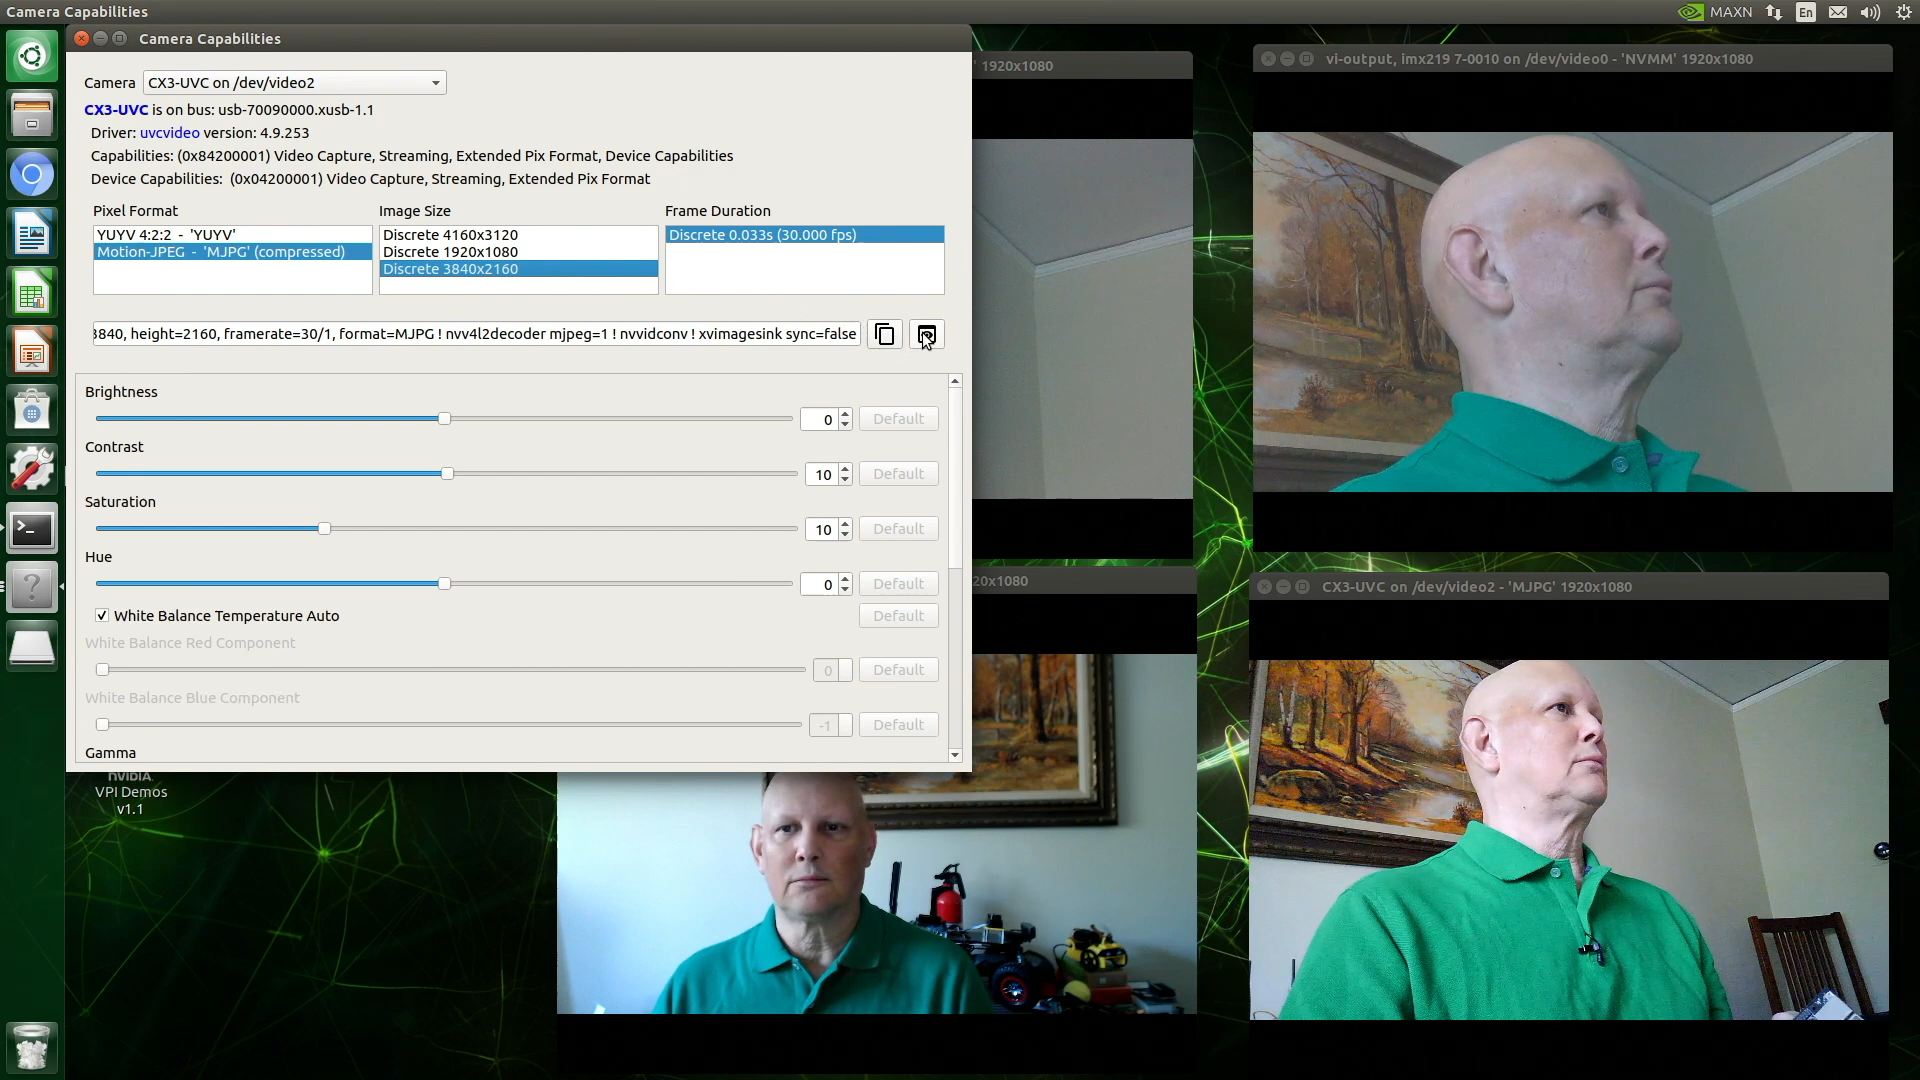 Camera Capabilities
MAXN
En
Camera Capabilities
Camera
CX3-UVC on /dev/video2
CX3-UVC is on bus: usb-70090000.xusb-1.1
Driver: uvcvideo version: 4.9.253
Capabilities: (0x84200001) Video Capture, Streaming, Extended Pix Format, Device Capabilities
Device Capabilities: (0x04200001) Video Capture, Streaming, Extended Pix Format
Pixel Format
Image Size
Frame Duration
YUYV 4:2:2 - 'YUYV'
Discrete 4160x3120
Discrete 0.033s (30.000 fps)
Motion-JPEG - 'MJPG' (compressed)
Discrete 1920x1080
Discrete 3840x2160
3840, height=2160, framerate=30/1, format=MJPG ! nvv4l2decoder mjpeg=1 ! nvvidconv ! xvimagesink sync=false
Brightness
0
Default
Contrast
10
Default
Saturation
10
Default
Hue
0
Default
White Balance Temperature Auto
Default
White Balance Red Component
0
Default
White Balance Blue Component
-1
Default
Gamma
' 1920x1080
vi-output, imx219 7-0010 on /dev/video0 - 'NVMM' 1920x1080
20x1080
CX3-UVC on /dev/video2 - 'MJPG' 1920x1080
NVIDIA.
VPI Demos
v1.1